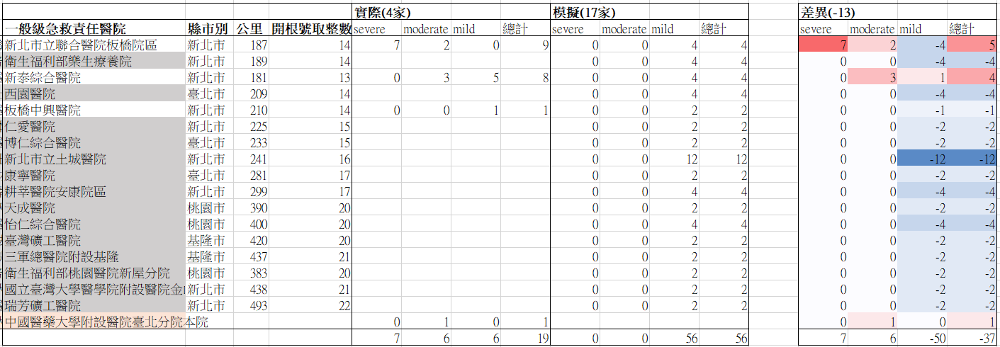 實際(4家) 模擬(17家) 差異(-13)
一般級急救責任醫院 縣市別 公里 開根號取整數 severe moderate mild 總計 severe moderate mild 總計 severe moderate mild 總計
新北市立聯合醫院板橋院區 新北市 187 14 7 2 0 9 0 0 4 4 7 2 -4 5
衛生福利部樂生療養院 新北市 189 14 0 0 4 4 0 0 -4 -4
新泰綜合醫院 新北市 181 13 0 3 5 8 0 0 4 4 0 3 1 4
西園醫院 臺北市 209 14 0 0 4 4 0 0 -4 -4
板橋中興醫院 新北市 210 14 0 0 1 1 0 0 2 2 0 0 -1 -1
仁愛醫院 新北市 225 15 0 0 2 2 0 0 -2 -2
博仁綜合醫院 臺北市 233 15 0 0 2 2 0 0 -2 -2
新北市立土城醫院 新北市 241 16 0 0 12 12 0 0 -12 -12
康寧醫院 臺北市 281 17 0 0 2 2 0 0 -2 -2
耕莘醫院安康院區 新北市 299 17 0 0 4 4 0 0 -4 -4
天成醫院 桃園市 390 20 0 0 2 2 0 0 -2 -2
怡仁綜合醫院 桃園市 400 20 0 0 4 4 0 0 -4 -4
臺灣礦工醫院 基隆市 420 20 0 0 2 2 0 0 -2 -2
三軍總醫院附設基隆 基隆市 437 21 0 0 2 2 0 0 -2 -2
衛生福利部桃園醫院新屋分院 桃園市 383 20 0 0 2 2 0 0 -2 -2
國立臺灣大學醫學院附設醫院金 新北市 438 21 0 0 2 2 0 0 -2 -2
瑞芳礦工醫院 新北市 493 22 0 0 2 2 0 0 -2 -2
中國醫藥大學附設醫院臺北分院本院 0 1 0 1 0 1 0 1
7 6 6 19 0 0 56 56 7 6 -50 -37